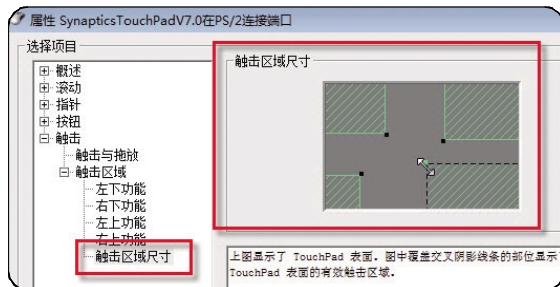 属性 SynapticsTouchPadV7.0在PS/2连接端口
选择项目
概述
滚动
指针
按钮
触击
触击与拖放
触击区域
左下功能
右下功能
左上功能
右上功能
触击区域尺寸
触击区域尺寸
上图显示了 TouchPad 表面。图中覆盖交叉阴影线条的部位显示
TouchPad 表面的有效触击区域。